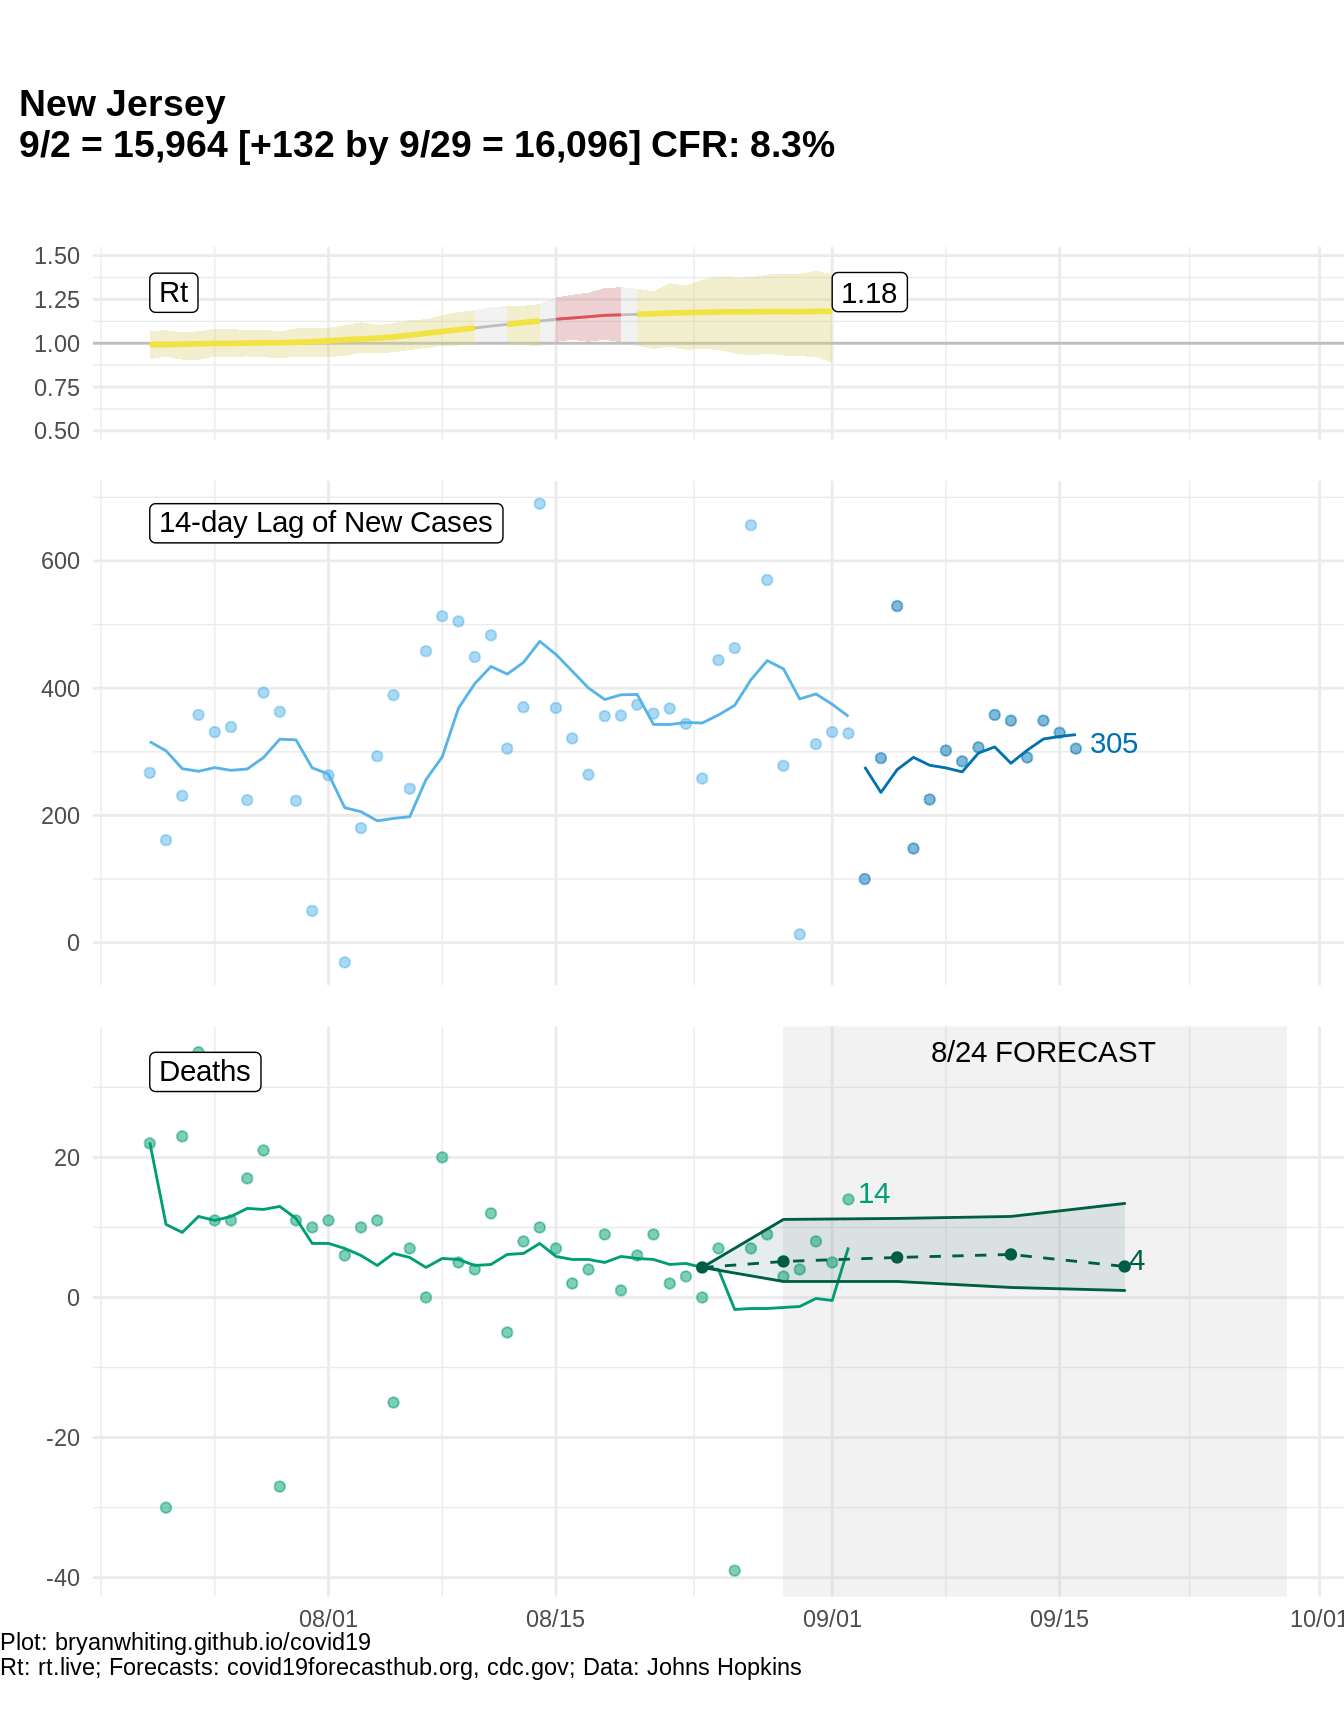 New Jersey
9/2 = 15,964 [+132 by 9/29 = 16,096] CFR: 8.3%
1.50
1.25
1.00
0.75
0.50
Rt
1.18
14-day Lag of New Cases
600
400
200
0
305
Deaths
8/24 FORECAST
20
0
-20
-40
14
4
08/01
08/15
09/01
09/15
10/01
Plot: bryanwhiting.github.io/covid19
Rt: rt.live; Forecasts: covid19forecasthub.org, cdc.gov; Data: Johns Hopkins